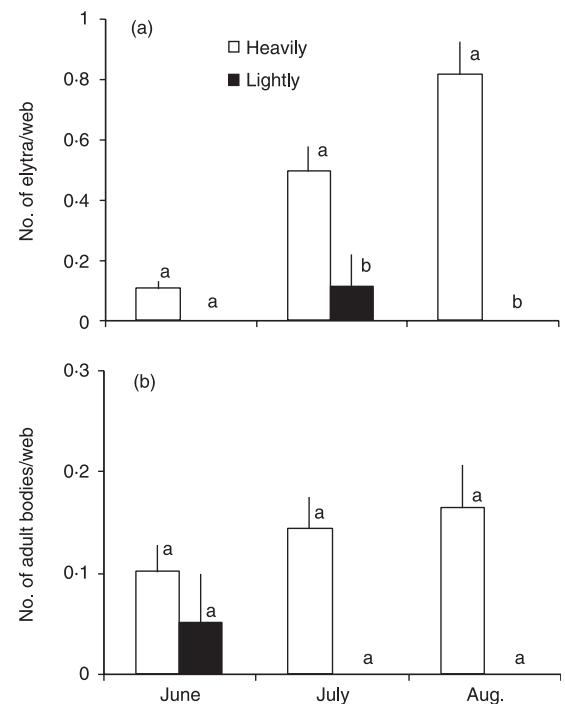 (a)
Heavily
Lightly
No. of elytra/web
1
0·8
0·6
0·4
0·2
0
a
a
a
b
a
b
(b)
No. of adult bodies/web
0·3
0·2
0·1
0
a
a
a
a
a
a
June July Aug.